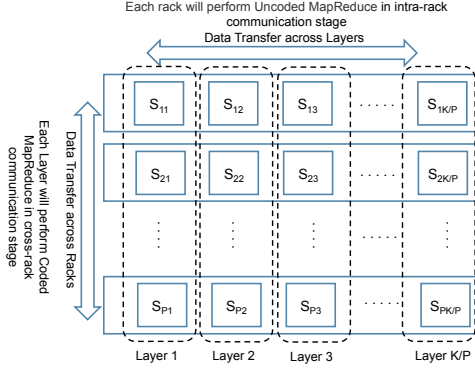 Each rack will perform Uncoded MapReduce in intra-rack
communication stage
Data Transfer across Layers
S11 S12 S13 ..... S1K/P
S21 S22 S23 ..... S2K/P
SP1 SP2 SP3 ..... SPK/P
Layer 1 Layer 2 Layer 3 Layer K/P
Data Transfer across Racks
Each Layer will perform Coded
MapReduce in cross-rack
communication stage